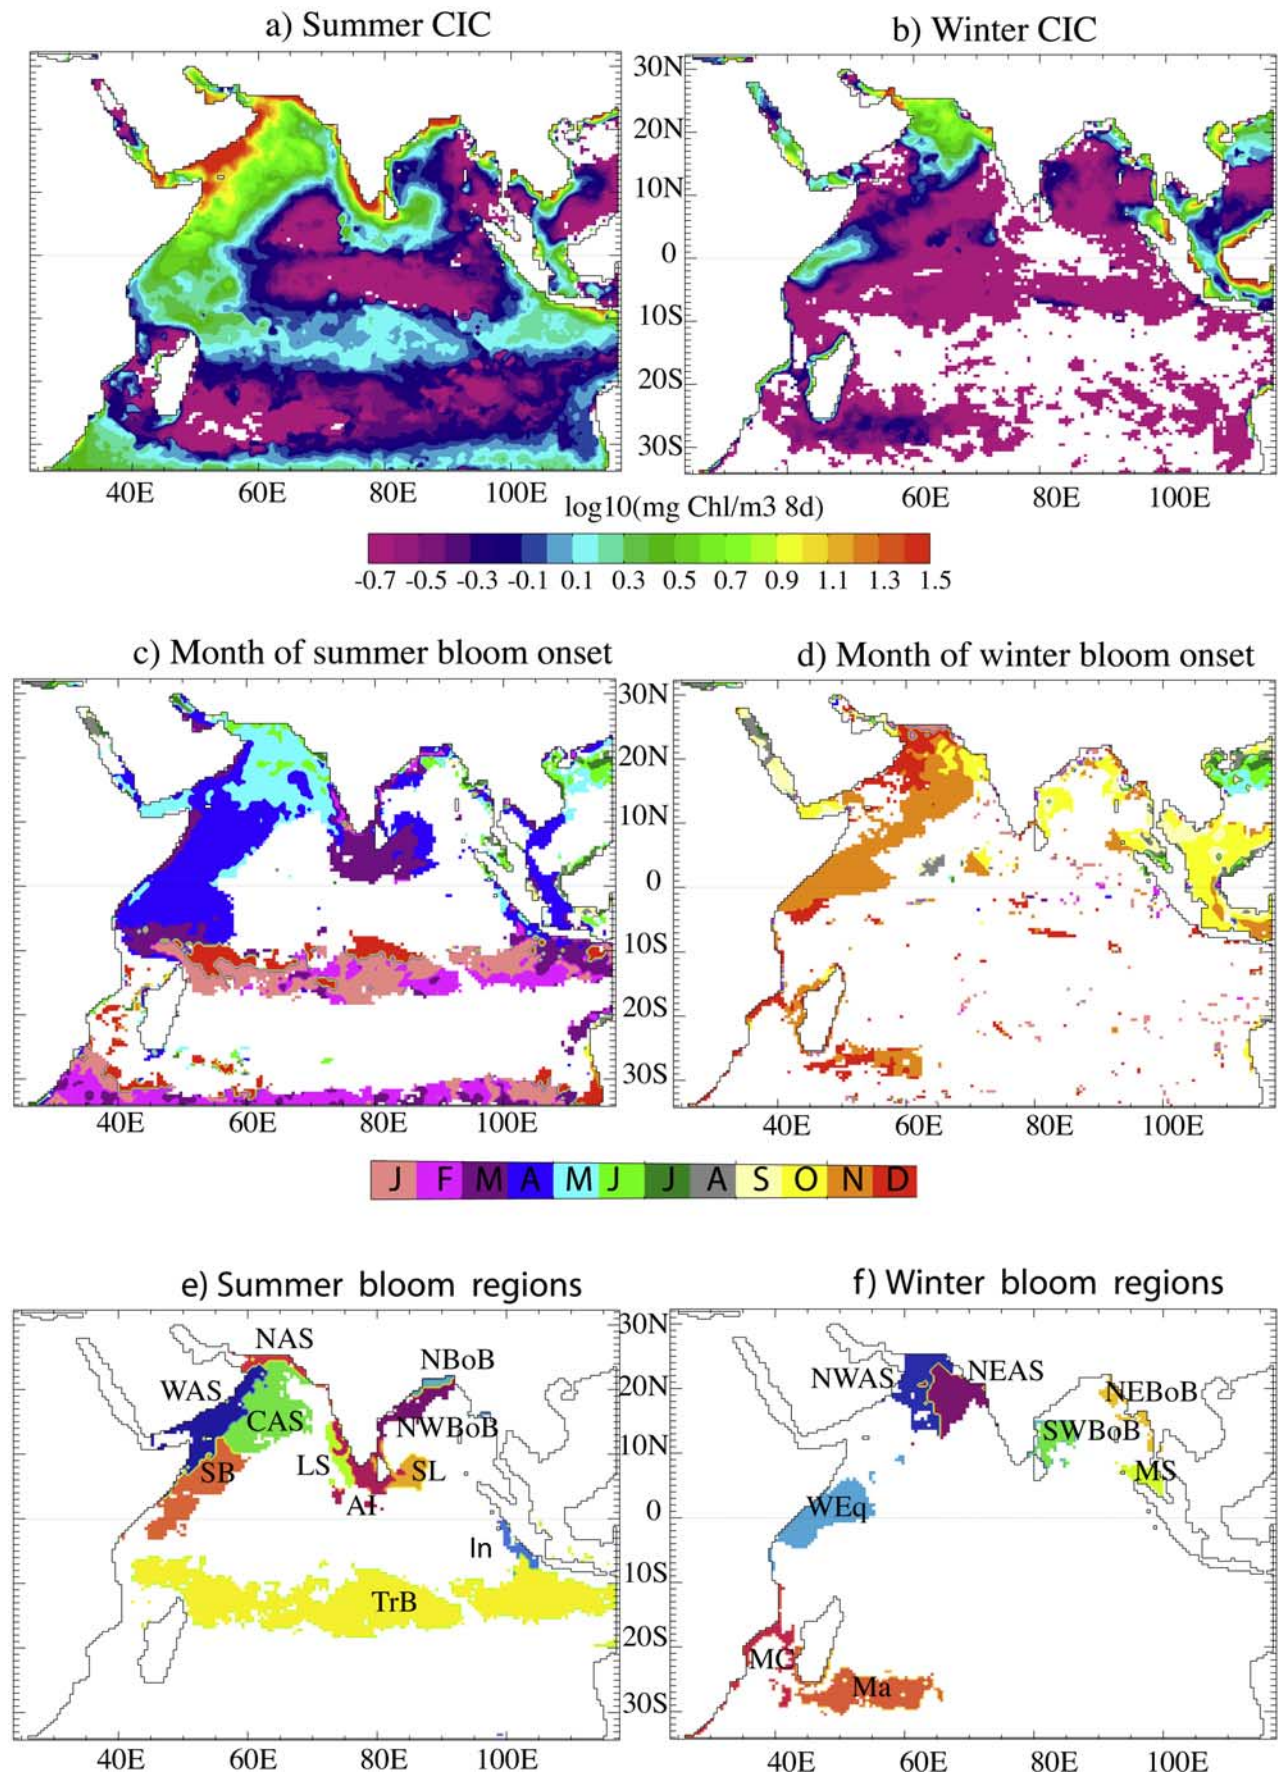 a) Summer CIC
b) Winter CIC
30N
20N
10N
0
10S
20S
30S
40E 60E 80E 100E
60E 80E 100E
log10(mg Chl/m3 8d)
-0.7 -0.5 -0.3 -0.1 0.1 0.3 0.5 0.7 0.9 1.1 1.3 1.5
c) Month of summer bloom onset
d) Month of winter bloom onset
30N
20N
10N
0
10S
20S
30S
40E 60E 80E 100E
40E 60E 80E 100E
J F M A M J J A S O N D
e) Summer bloom regions
f) Winter bloom regions
30N
20N
10N
0
10S
20S
30S
NAS
NBoB
WAS
CAS
NWBoB
SB
LS
SL
AI
In
TrB
NWAS
NEAS
NEBoB
SWBoB
MS
WEq
MC
Ma
40E 60E 80E 100E
40E 60E 80E 100E